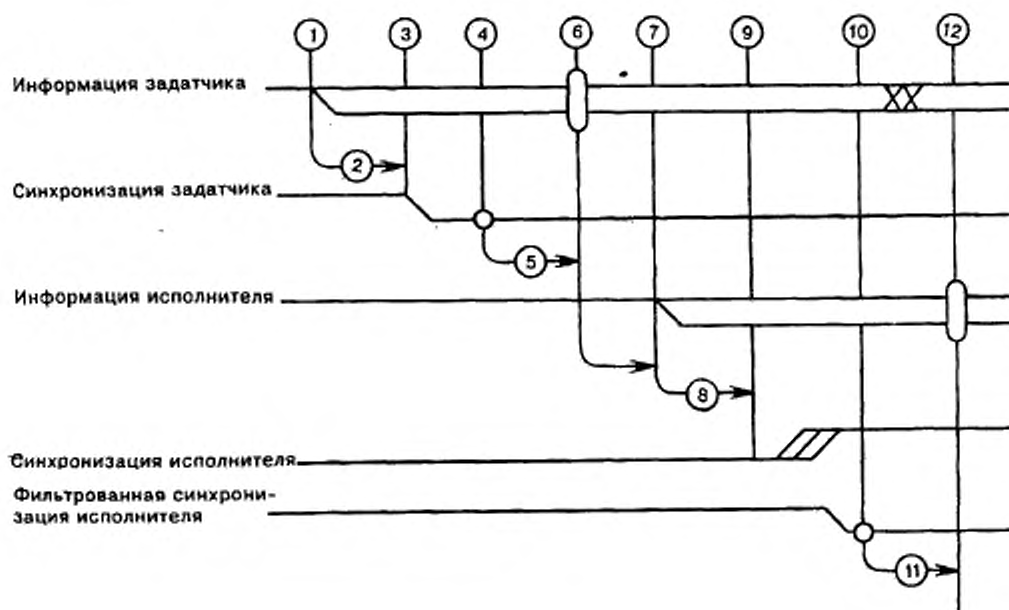 1 3 4 6 7 9 10 12
Информация задатчика
2
Синхронизация задатчика
5
Информация исполнителя
8
Синхронизация исполнителя
Фильтрованная синхрони-
зация исполнителя
11